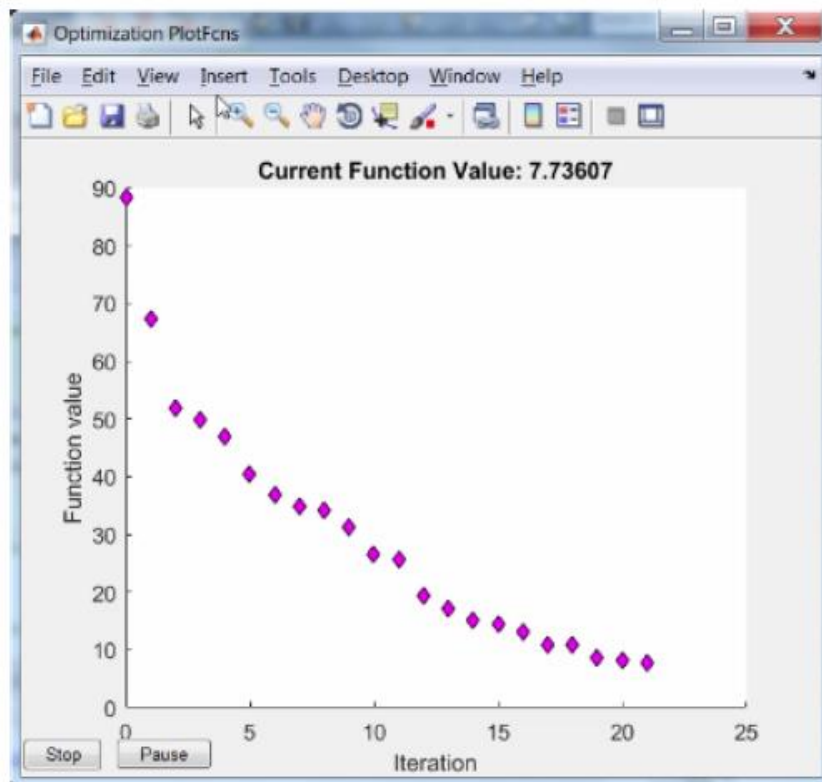 Optimization PlotFcns
File Edit View Insert Tools Desktop Window Help
Current Function Value: 7.73607
90
80
70
60
50
40
30
20
10
0
Function value
0 5 10 15 20 25
Iteration
Stop Pause